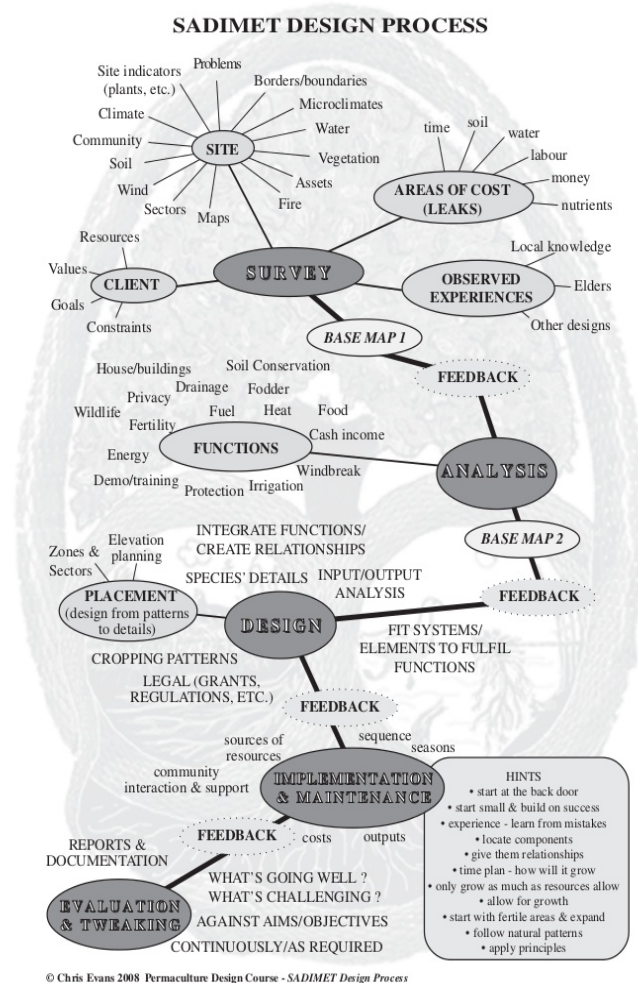 SADIMET DESIGN PROCESS
Problems
Site indicators
(plants, etc.)
Borders/boundaries
Climate
Microclimates
Community
Water
SITE
Soil
Vegetation
Wind
Assets
Sectors
Fire
Maps
time
soil
water
labour
money
nutrients
AREAS OF COST
(LEAKS)
Resources
Values
CLIENT
Goals
Constraints
SURVEY
Local knowledge
OBSERVED
EXPERIENCES
Elders
Other designs
BASE MAP 1
FEEDBACK
House/buildings
Soil Conservation
Privacy
Drainage
Fodder
Wildlife
Fuel
Heat
Food
Fertility
Cash income
FUNCTIONS
Energy
Windbreak
Demo/training
Protection
Irrigation
ANALYSIS
BASE MAP 2
FEEDBACK
INTEGRATE FUNCTIONS/
CREATE RELATIONSHIPS
Zones &
Sectors
Elevation
planning
SPECIES' DETAILS
INPUT/OUTPUT
ANALYSIS
PLACEMENT
(design from patterns
to details)
DESIGN
FIT SYSTEMS/
ELEMENTS TO FULFIL
FUNCTIONS
CROPPING PATTERNS
LEGAL (GRANTS,
REGULATIONS, ETC.)
FEEDBACK
sources of
resources
sequence
seasons
community
interaction & support
IMPLEMENTATION
& MAINTENANCE
FEEDBACK
costs
outputs
HINTS
• start at the back door
• start small & build on success
• experience - learn from mistakes
• locate components
• give them relationships
• time plan - how will it grow
• only grow as much as resources allow
• allow for growth
• start with fertile areas & expand
• follow natural patterns
• apply principles
REPORTS &
DOCUMENTATION
EVALUATION
& TWEAKING
WHAT'S GOING WELL ?
WHAT'S CHALLENGING ?
AGAINST AIMS/OBJECTIVES
CONTINUOUSLY/AS REQUIRED
© Chris Evans 2008 Permaculture Design Course - SADIMET Design Process